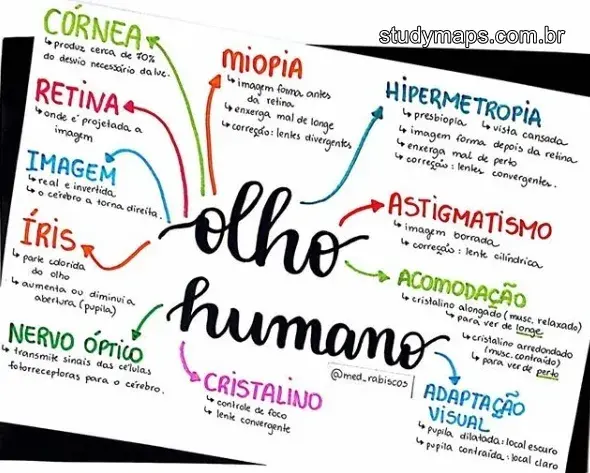 studymaps.com.br
CÓRNEA
↳ produz cerca de 70%
do desvio necessário da luz.
MIOPIA
↳ imagem forma antes
da retina
↳ enxerga mal de longe
↳ correção: lentes divergentes
HIPERMETROPIA
↳ presbiopia ↳ vista cansada
↳ imagem forma depois da retina
↳ enxerga mal de perto
↳ correção: lentes convergentes.
RETINA
↳ onde é projetada a
imagem
IMAGEM
↳ real e invertida.
↳ o cérebro a torna direita.
ÍRIS
↳ parte colorida
do olho
↳ aumenta ou diminui a
abertura (pupila)
olho
humano
ASTIGMATISMO
↳ imagem borrada
↳ correção: lente cilíndrica
ACOMODAÇÃO
↳ cristalino alongado (musc. relaxado)
↳ para ver de longe
↳ cristalino arredondado
(musc. contraído)
↳ para ver de perto
NERVO ÓPTICO
↳ transmite sinais das células
fotorreceptoras para o cérebro.
CRISTALINO
↳ controle de foco
↳ lente convergente
@med_rabiscos
ADAPTAÇÃO
VISUAL
↳ pupila dilatada: local escuro
↳ pupila contraída: local claro